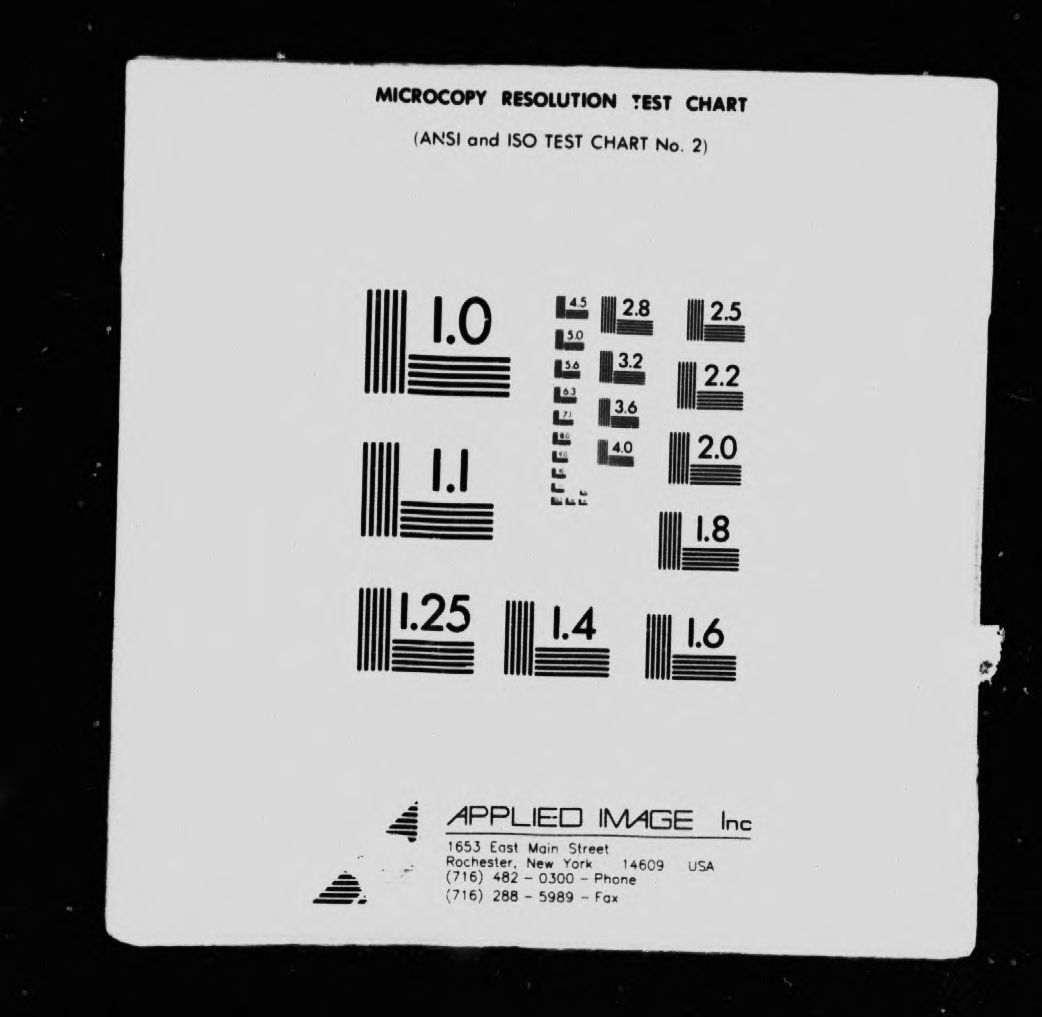 MICROCOPY RESOLUTION TEST CHART
(ANSI and ISO TEST CHART No. 2)
1.0
1.1
1.25
1.4
1.6
1.8
2.0
2.2
2.5
2.8
3.2
3.6
4.0
4.5
5.0
5.6
6.3
7.1
8.0
9.0
APPLIED IMAGE Inc
1653 East Main Street
Rochester, New York 14609 USA
(716) 482 - 0300 - Phone
(716) 288 - 5989 - Fax